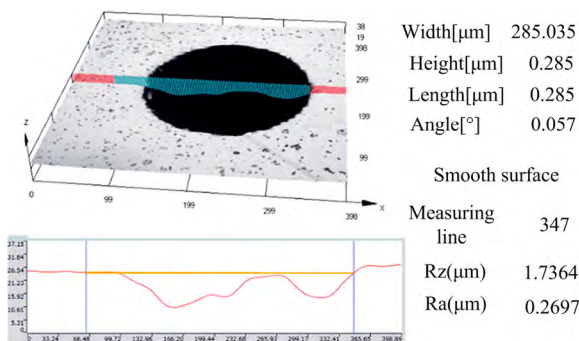 Width[μm] 285.035
Height[μm] 0.285
Length[μm] 0.285
Angle[°] 0.057
Smooth surface
Measuring line 347
Rz(μm) 1.7364
Ra(μm) 0.2697
38
19
398
299
199
99
z
0
99
199
299
398
x
37.15
31.84
26.54
21.23
15.92
10.61
5.31
0
0 33.24 66.48 99.72 132.96 166.20 199.44 232.68 265.93 299.17 332.41 365.65 398.89